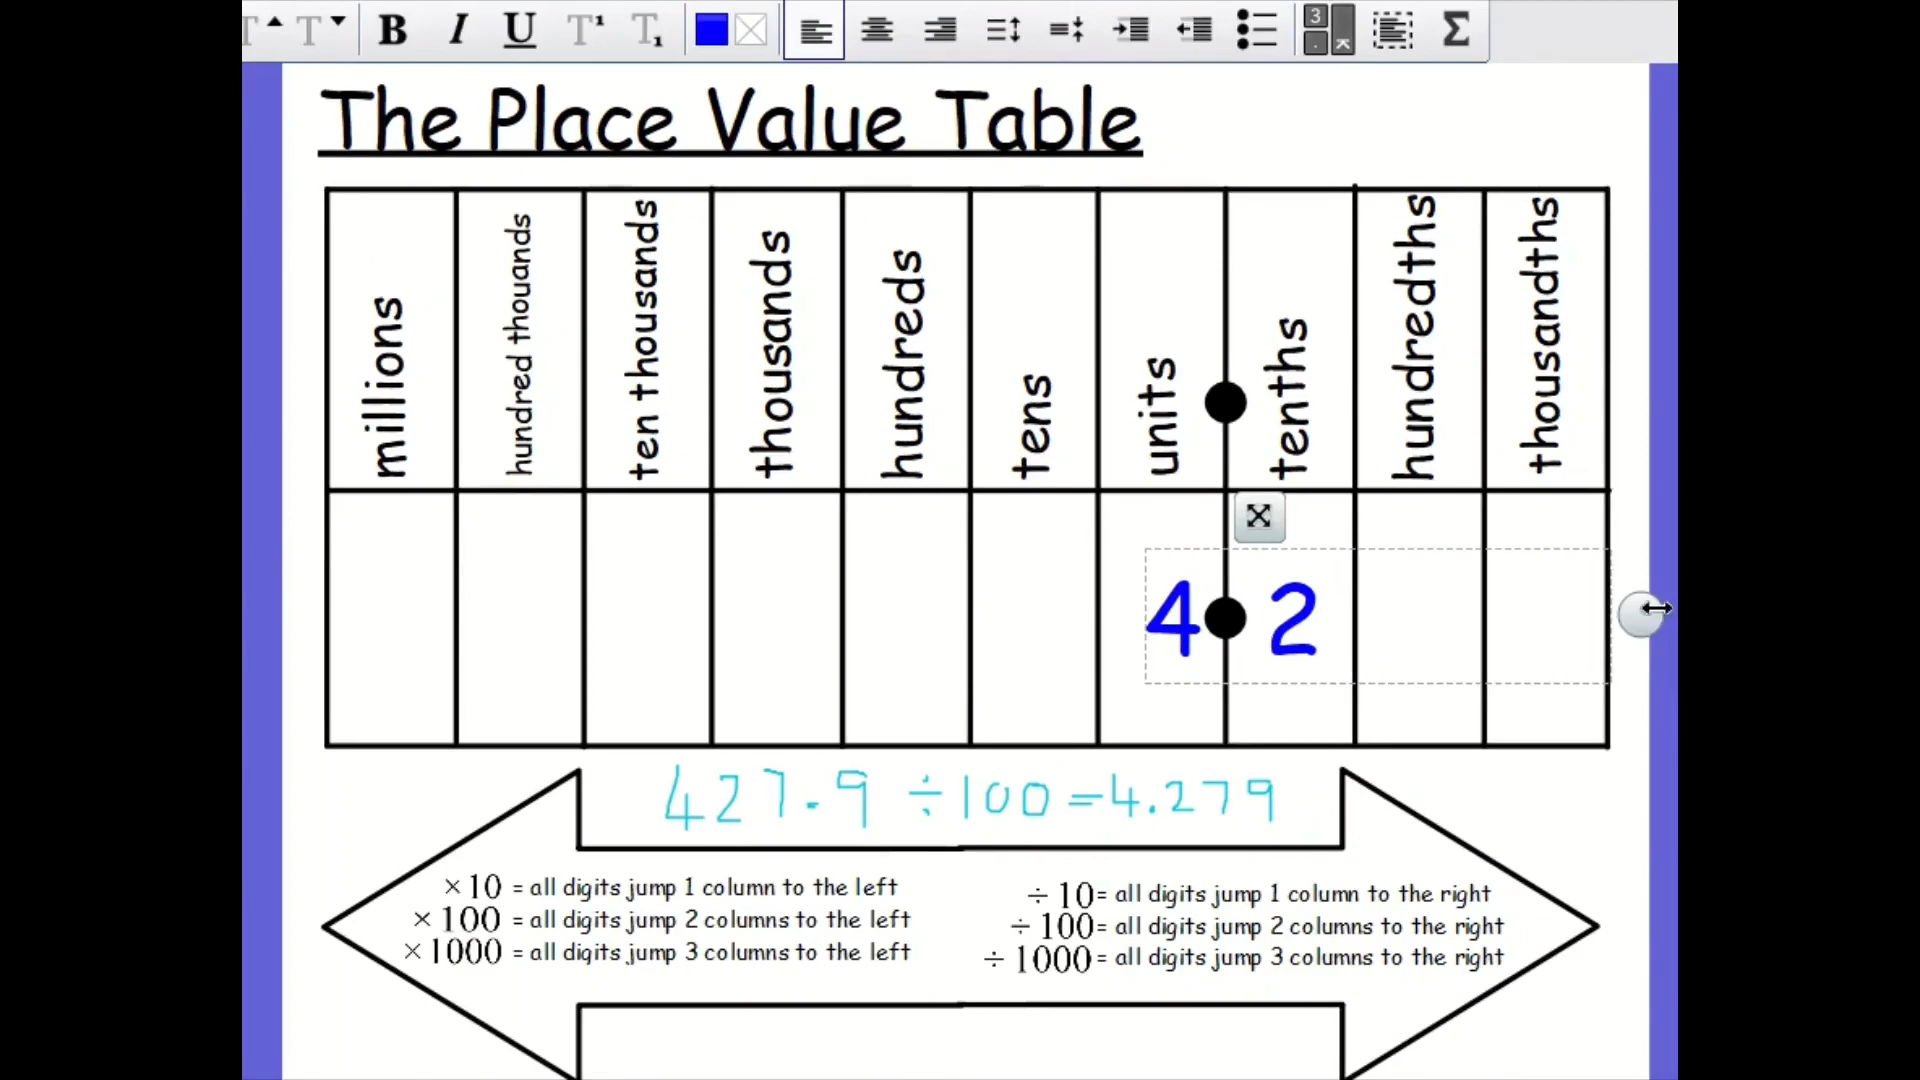 B I U T¹ T₁ 3 Σ
The Place Value Table
millions
hundred thouands
ten thousands
thousands
hundreds
tens
units
tenths
hundredths
thousandths
4 2
427.9 ÷100=4.279
×10 = all digits jump 1 column to the left
×100 = all digits jump 2 columns to the left
×1000 = all digits jump 3 columns to the left
÷ 10= all digits jump 1 column to the right
÷ 100= all digits jump 2 columns to the right
÷ 1000= all digits jump 3 columns to the right